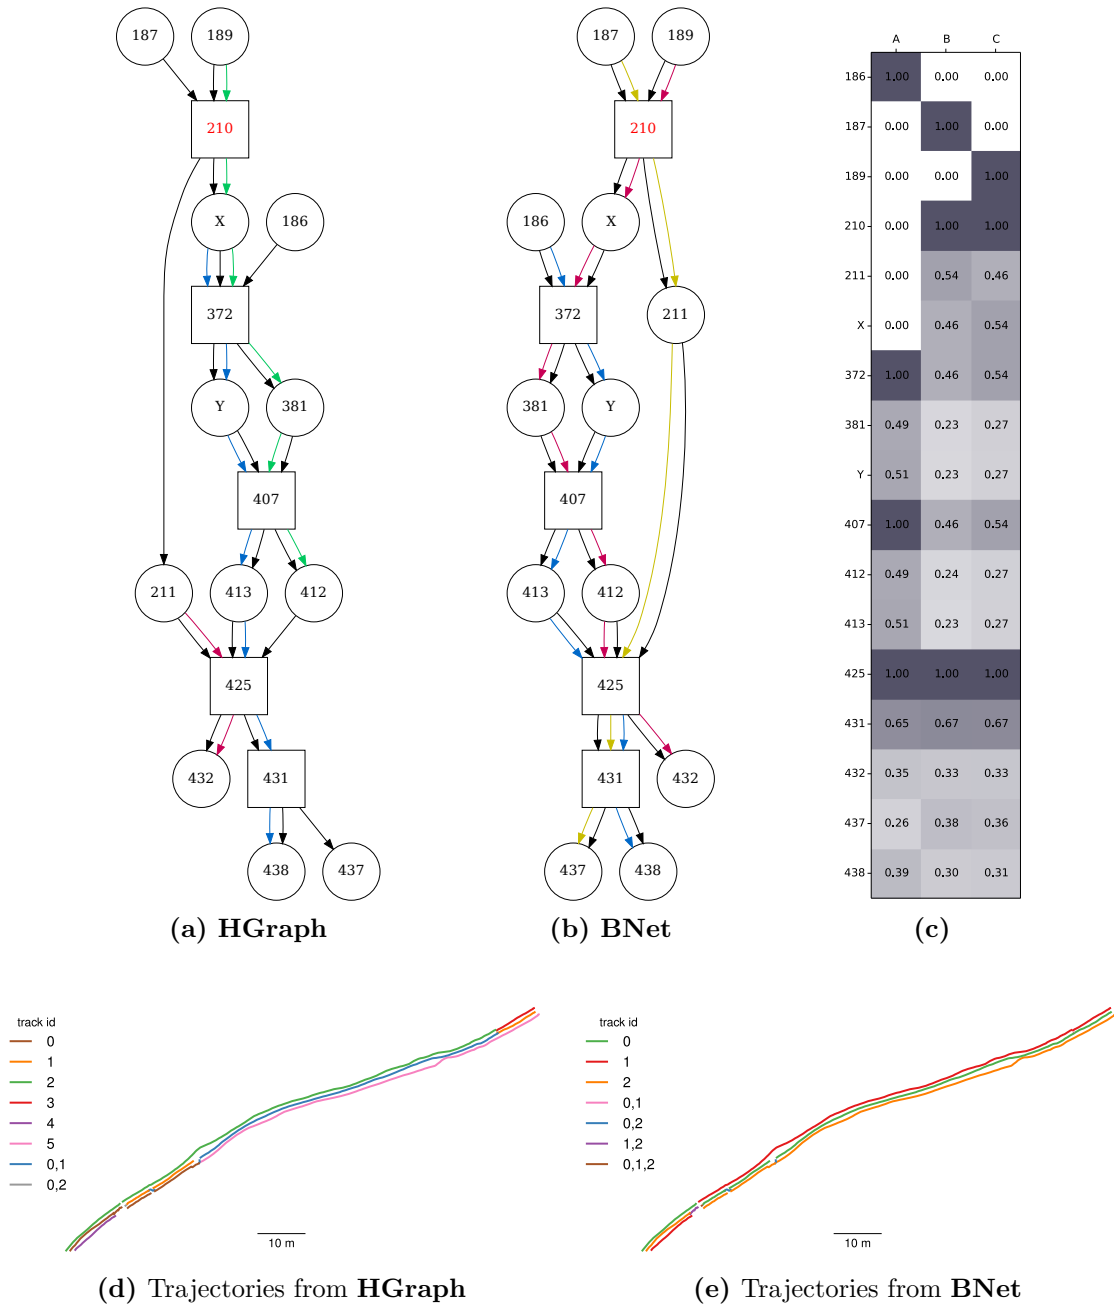 187 189
210
X 186
372
Y 381
407
211 413 412
425
432 431
438 437
(a) HGraph
187 189
210
186 X
372 211
381 Y
407
413 412
425
431 432
437 438
(b) BNet
A B C
186 1.00 0.00 0.00
187 0.00 1.00 0.00
189 0.00 0.00 1.00
210 0.00 1.00 1.00
211 0.00 0.54 0.46
X 0.00 0.46 0.54
372 1.00 0.46 0.54
381 0.49 0.23 0.27
Y 0.51 0.23 0.27
407 1.00 0.46 0.54
412 0.49 0.24 0.27
413 0.51 0.23 0.27
425 1.00 1.00 1.00
431 0.65 0.67 0.67
432 0.35 0.33 0.33
437 0.26 0.38 0.36
438 0.39 0.30 0.31
(c)
track id
0
1
2
3
4
5
0,1
0,2
10 m
(d) Trajectories from HGraph
track id
0
1
2
0,1
0,2
1,2
0,1,2
10 m
(e) Trajectories from BNet